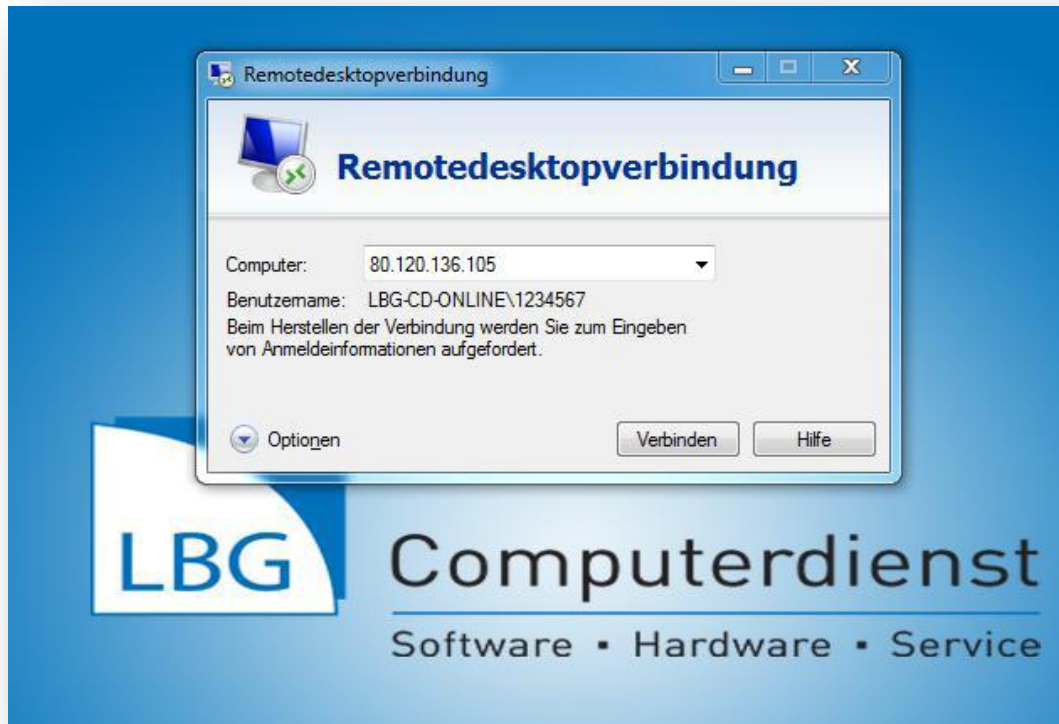 Remotedesktopverbindung
Remotedesktopverbindung
Computer: 80.120.136.105
Benutzername: LBG-CD-ONLINE\1234567
Beim Herstellen der Verbindung werden Sie zum Eingeben
von Anmeldeinformationen aufgefordert.
Optionen Verbinden Hilfe
LBG Computerdienst
Software ▪ Hardware ▪ Service